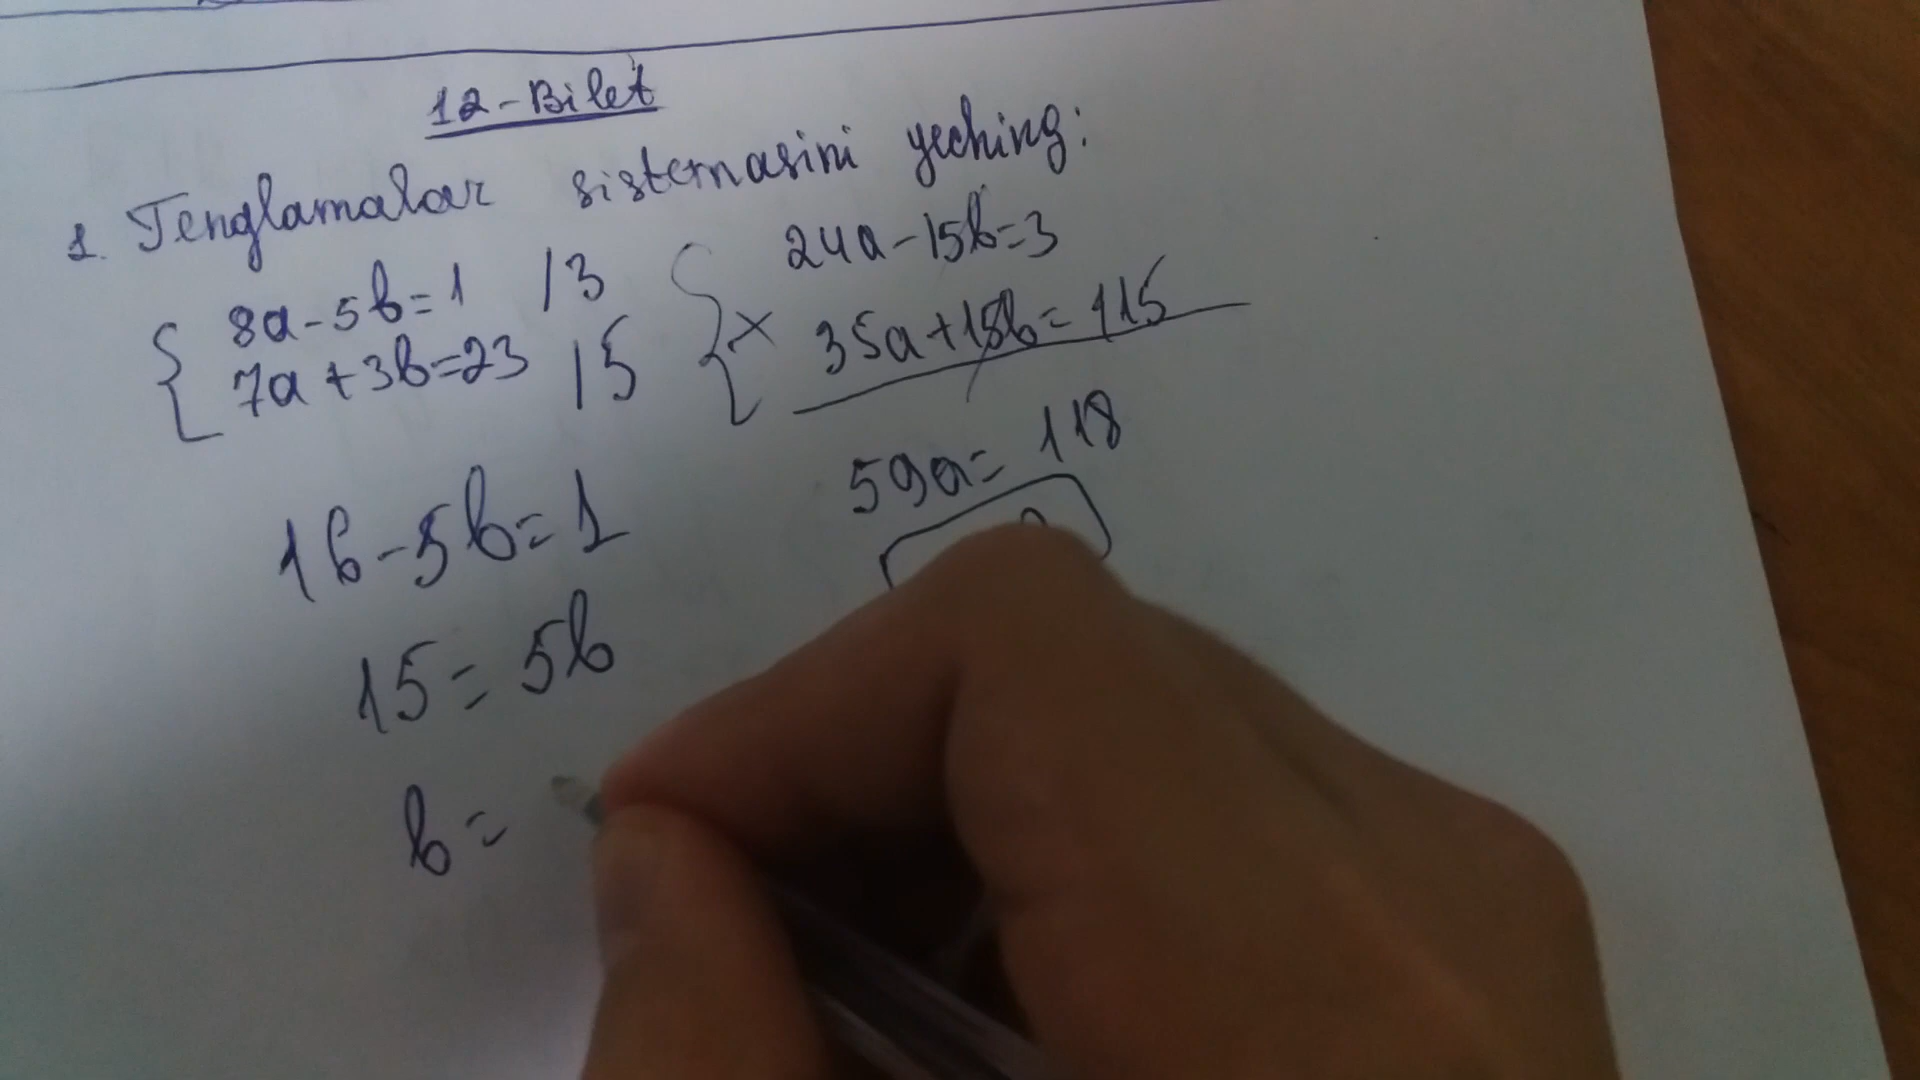 12-Bilet
1. Tenglamalar sistemasini yeching:
8a-5b=1 /3
7a+3b=23 /5
24a-15b=3
35a+15b=115
59a=118
16-5b=1
15=5b
b=